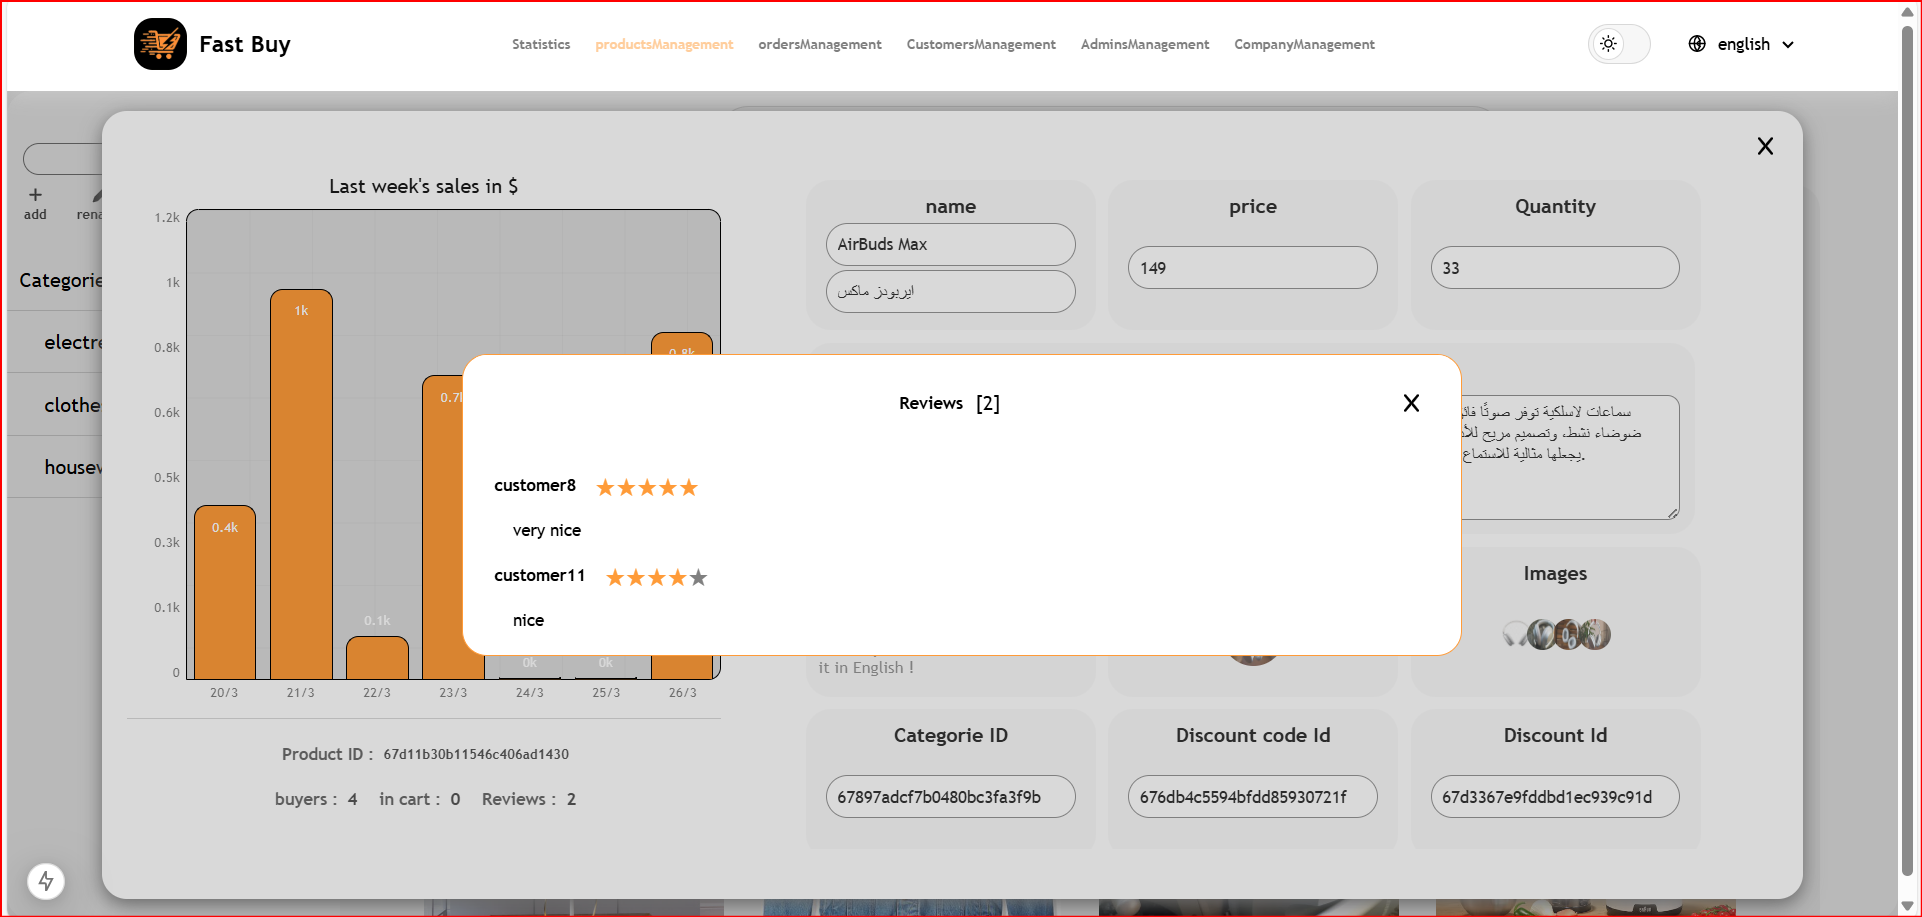 Fast Buy
Statistics
productsManagement
ordersManagement
CustomersManagement
AdminsManagement
CompanyManagement
english
add
Categorie
electre
clothe
Last week's sales in $
1.2k
1k
0.8k
0.6k
0.5k
0.3k
0.1k
0
0.4k
1k
0.1k
0.7
0k
0k
0.8k
20/3
21/3
22/3
23/3
24/3
25/3
26/3
Product ID : 67d11b30b11546c406ad1430
buyers : 4 in cart : 0 Reviews : 2
name
AirBuds Max
ايربودز ماكس
price
149
Quantity
33
سماعات لاسلكية توفر صوتًا
ضوضاء نشط، وتصميم مريح
يجعلها مثالية للاستماع.
Reviews [2]
customer8
very nice
customer11
nice
it in English !
Images
Categorie ID
67897adcf7b0480bc3fa3f9b
Discount code Id
676db4c5594bfdd85930721f
Discount Id
67d3367e9fddbd1ec939c91d